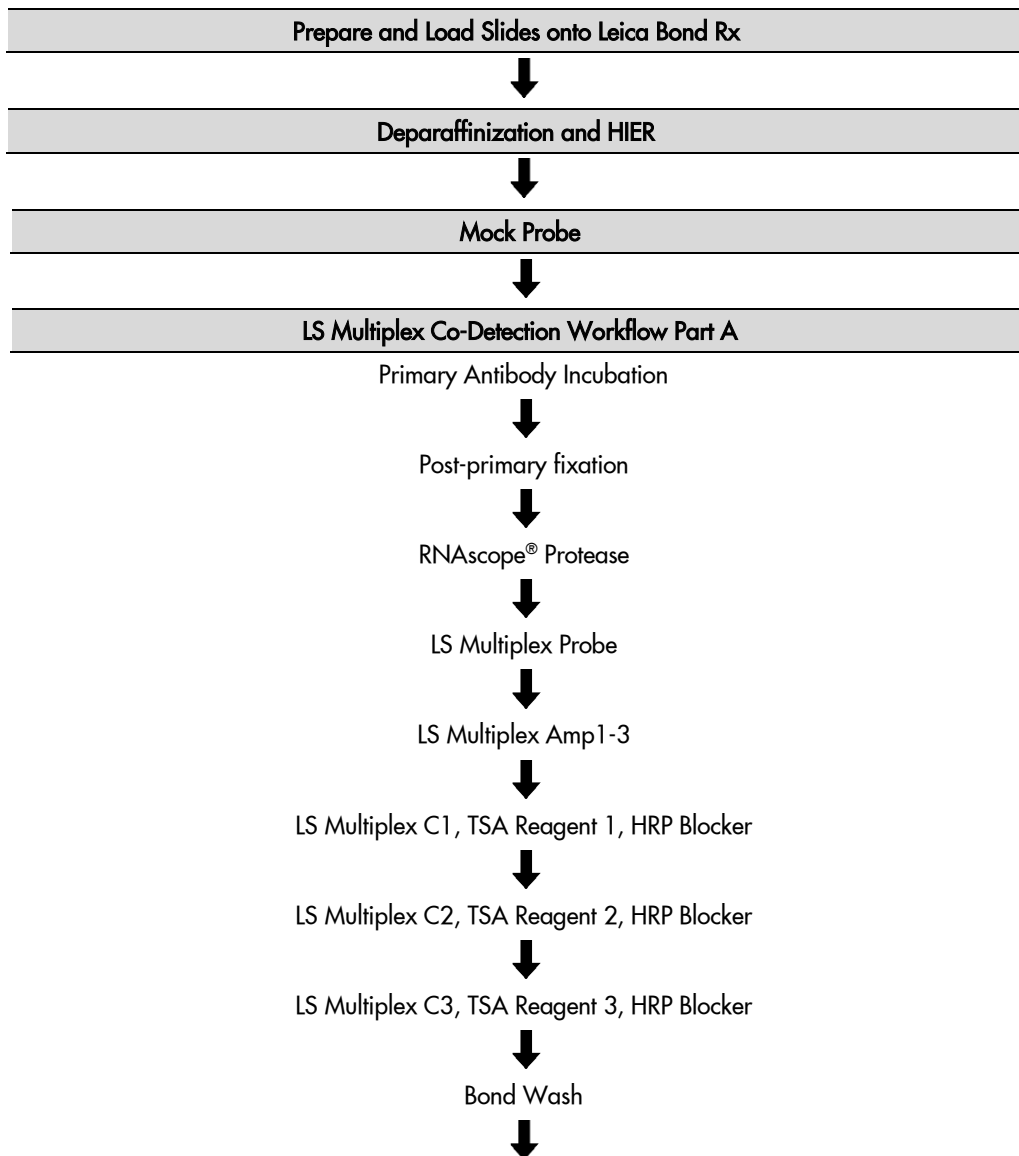 Prepare and Load Slides onto Leica Bond Rx
Deparaffinization and HIER
Mock Probe
LS Multiplex Co-Detection Workflow Part A
Primary Antibody Incubation
Post-primary fixation
RNAscope® Protease
LS Multiplex Probe
LS Multiplex Amp1-3
LS Multiplex C1, TSA Reagent 1, HRP Blocker
LS Multiplex C2, TSA Reagent 2, HRP Blocker
LS Multiplex C3, TSA Reagent 3, HRP Blocker
Bond Wash